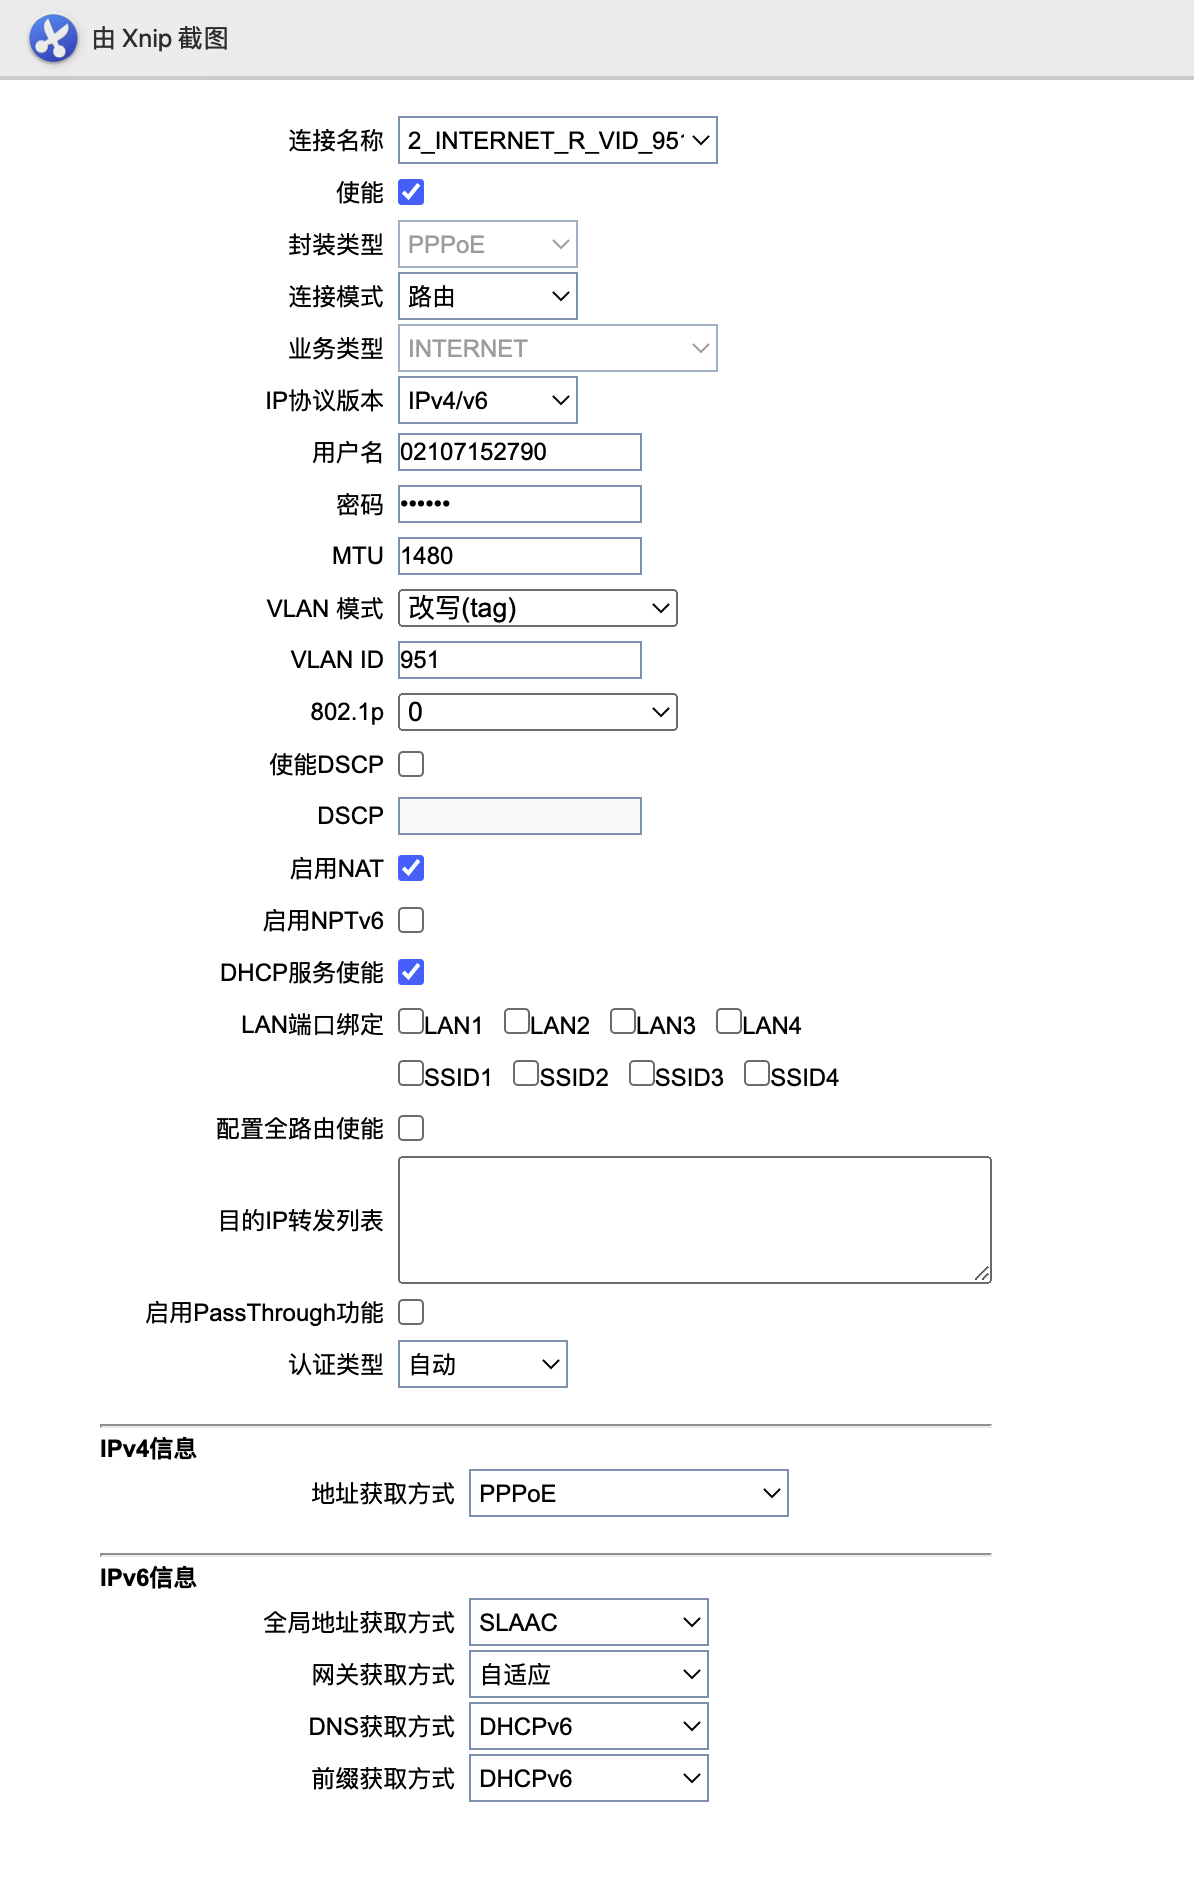 由 Xnip 截图
连接名称 2_INTERNET_R_VID_951
使能
封装类型 PPPoE
连接模式 路由
业务类型 INTERNET
IP协议版本 IPv4/v6
用户名 02107152790
密码 ••••••
MTU 1480
VLAN 模式 改写(tag)
VLAN ID 951
802.1p 0
使能DSCP
DSCP
启用NAT
启用NPTv6
DHCP服务使能
LAN端口绑定 LAN1 LAN2 LAN3 LAN4
SSID1 SSID2 SSID3 SSID4
配置全路由使能
目的IP转发列表
启用PassThrough功能
认证类型 自动
IPv4信息
地址获取方式 PPPoE
IPv6信息
全局地址获取方式 SLAAC
网关获取方式 自适应
DNS获取方式 DHCPv6
前缀获取方式 DHCPv6